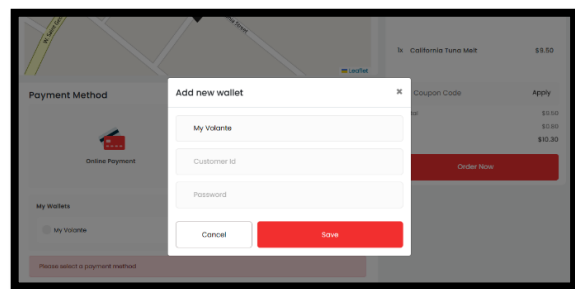 Leaflet
1x California Tuna Melt $9.50
Payment Method
Online Payment
My Wallets
My Volante
Please select a payment method
Add new wallet ×
My Volante
Customer Id
Password
Cancel Save
Coupon Code Apply
$9.50
$0.80
$10.30
Order Now